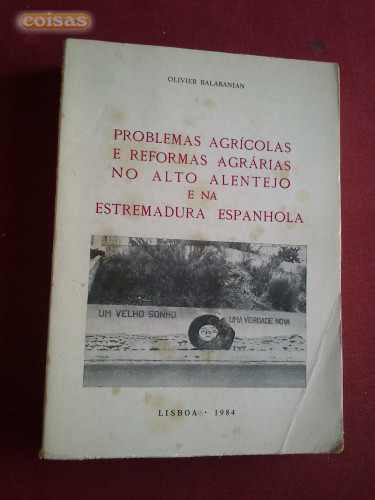 coisas
OLIVIER BALABANIAN
PROBLEMAS AGRÍCOLAS
E REFORMAS AGRÁRIAS
NO ALTO ALENTEJO
E NA
ESTREMADURA ESPANHOLA
UM VELHO SONHO
UMA VERDADE NOVA
LISBOA · 1984